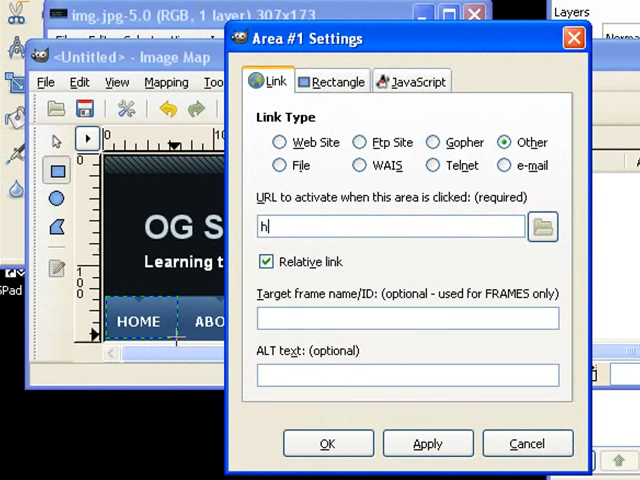 img.jpg-5.0 (RGB, 1 layer) 307x173
Layers
<Untitled> - Image Map
File Edit View Mapping
OG S
Learning t
HOME ABO
Area #1 Settings
Link Rectangle JavaScript
Link Type
Web Site Ftp Site Gopher Other
File WAIS Telnet e-mail
URL to activate when this area is clicked: (required)
h
Relative link
Target frame name/ID: (optional - used for FRAMES only)
ALT text: (optional)
OK Apply Cancel